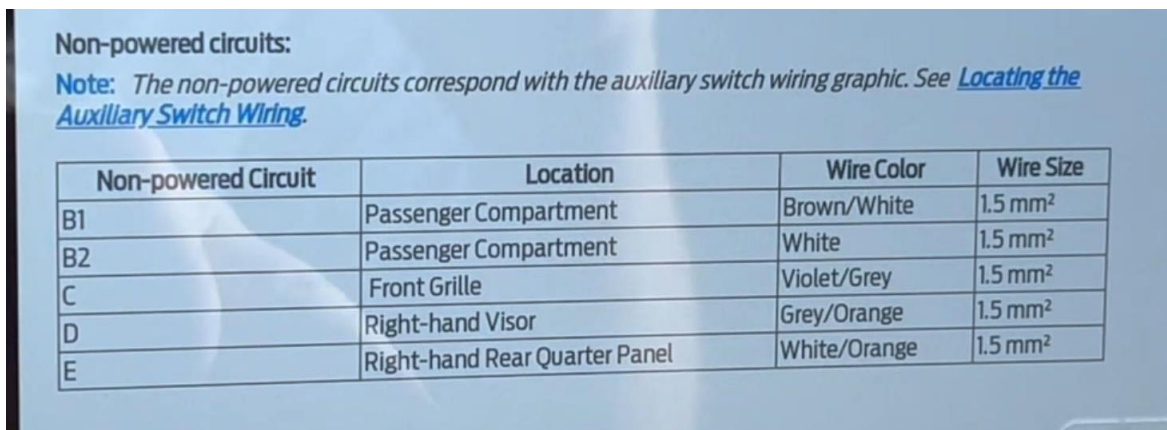 Non-powered circuits:
Note: The non-powered circuits correspond with the auxiliary switch wiring graphic. See Locating the
Auxiliary Switch Wiring.
Non-powered Circuit Location Wire Color Wire Size
B1 Passenger Compartment Brown/White 1.5 mm²
B2 Passenger Compartment White 1.5 mm²
C Front Grille Violet/Grey 1.5 mm²
D Right-hand Visor Grey/Orange 1.5 mm²
E Right-hand Rear Quarter Panel White/Orange 1.5 mm²